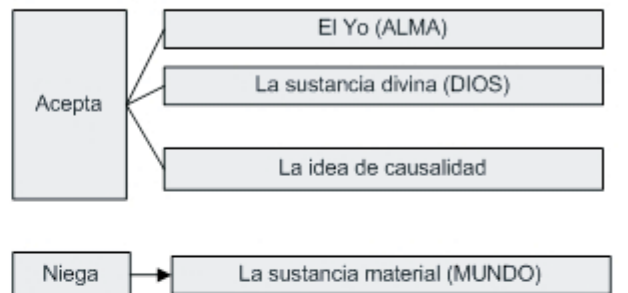 Acepta
El Yo (ALMA)
La sustancia divina (DIOS)
La idea de causalidad
Niega
La sustancia material (MUNDO)